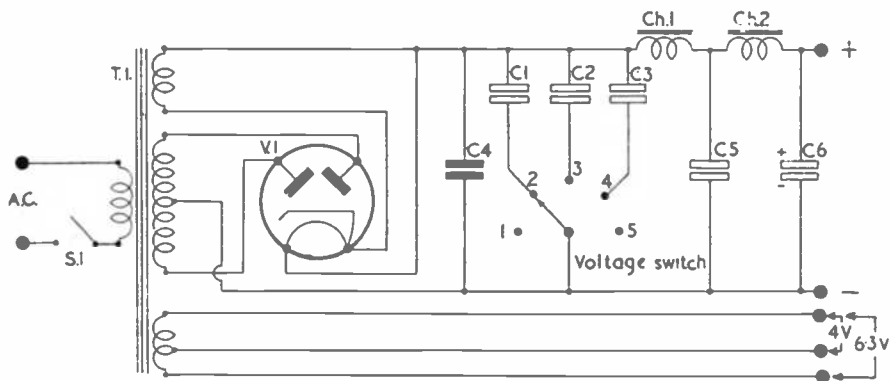 Ch.1 Ch.2
+
T.1.
C1 C2 C3
V.1
C4
C5
+ C6
-
A.C.
S.1
1 2 3 4 5
Voltage switch
-
4V
6·3V